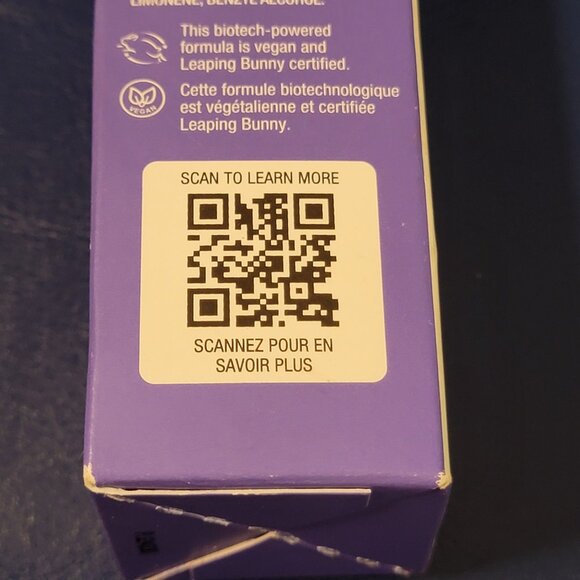 LIMONENE, BENZYL ALCOHOL.
This biotech-powered
formula is vegan and
Leaping Bunny certified.
Cette formule biotechnologique
est végétalienne et certifiée
Leaping Bunny.
VEGAN
SCAN TO LEARN MORE
SCANNEZ POUR EN
SAVOIR PLUS